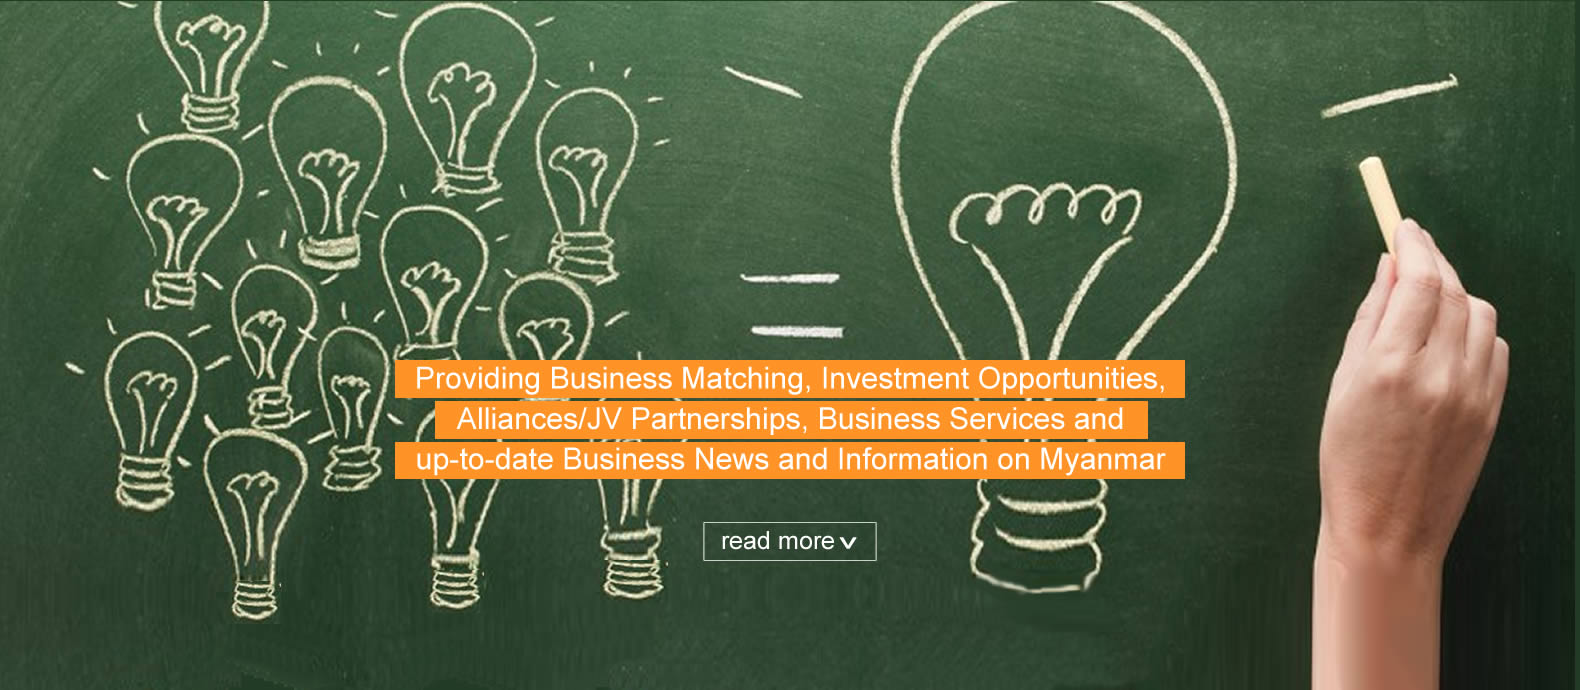 Providing Business Matching, Investment Opportunities,
Alliances/JV Partnerships, Business Services and
up-to-date Business News and Information on Myanmar
read more